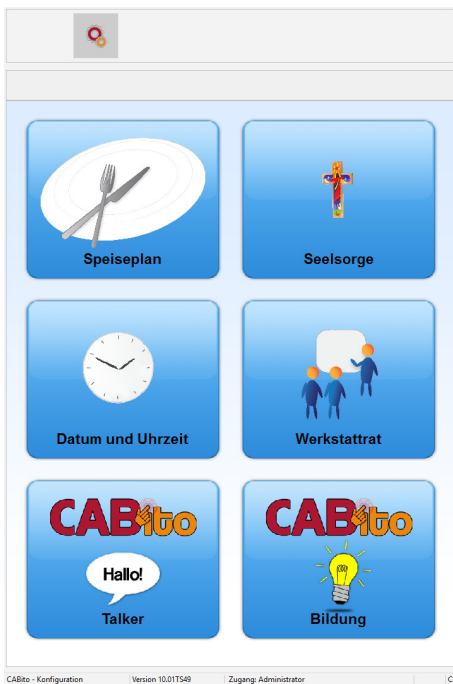 Speiseplan
Seelsorge
Datum und Uhrzeit
Werkstattrat
CABito
Hallo!
Talker
CABito
Bildung
CABito - Konfiguration
Version 10.01TS49
Zugang: Administrator
C